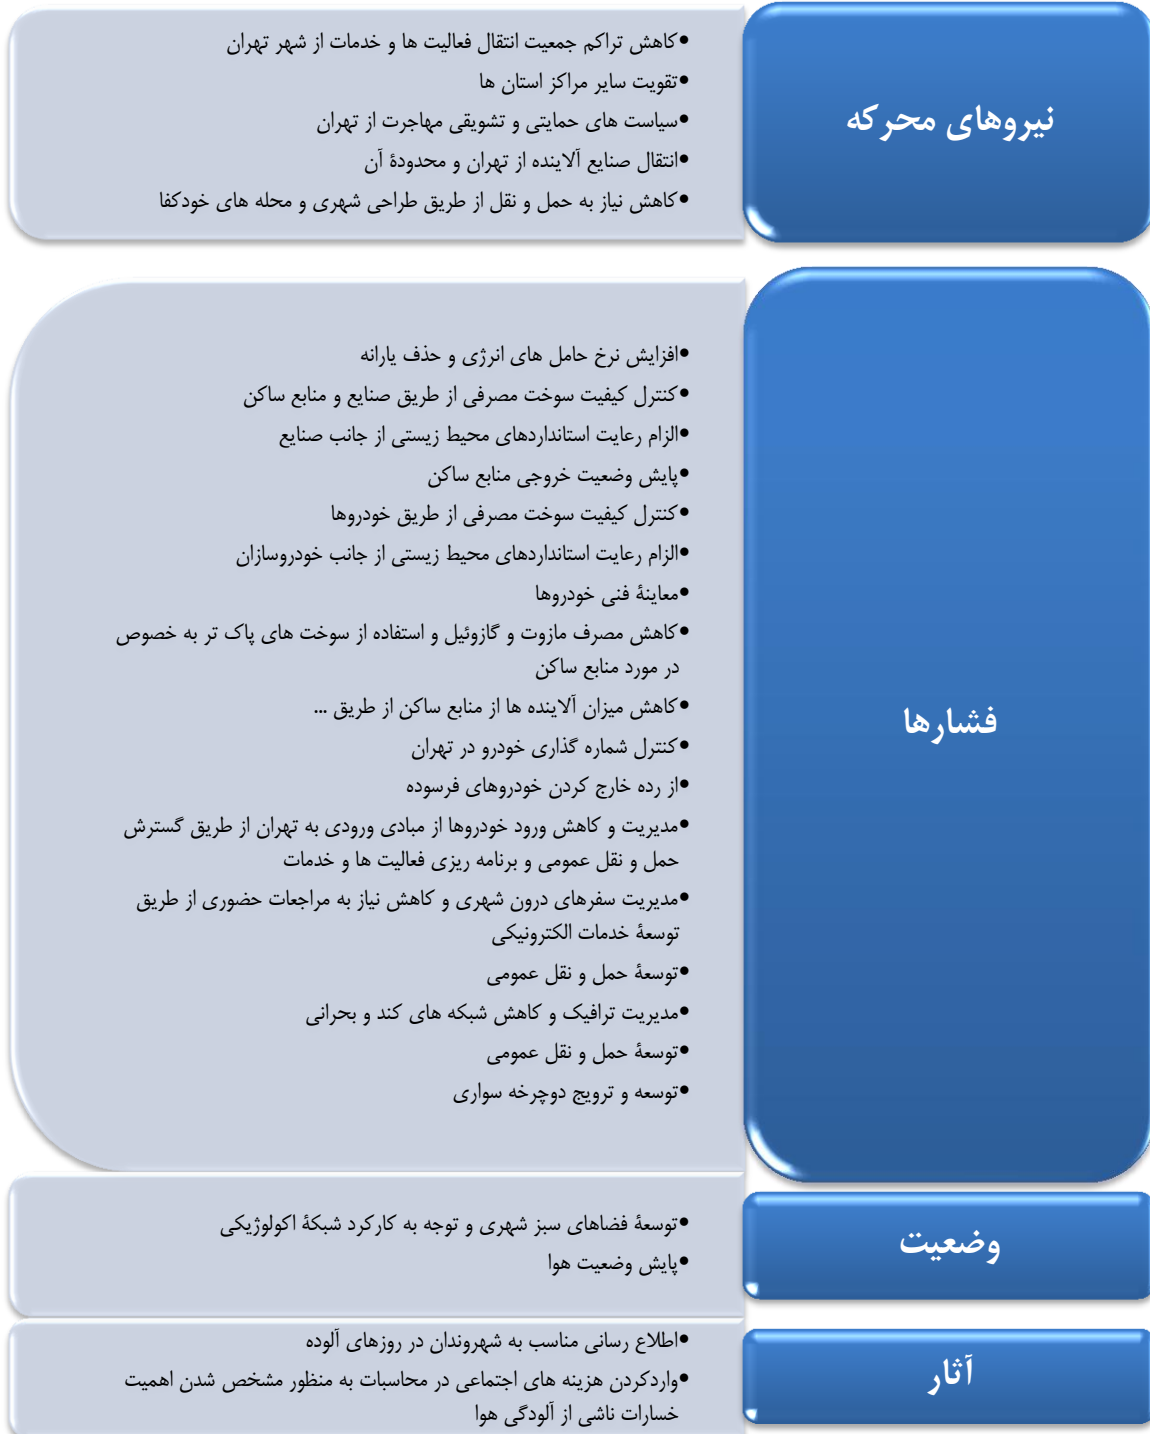 نیروهای محرکه
•کاهش تراکم جمعیت انتقال فعالیت ها و خدمات از شهر تهران
•تقویت سایر مراکز استان ها
•سیاست های حمایتی و تشویقی مهاجرت از تهران
•انتقال صنایع آلاینده از تهران و محدودۀ آن
•کاهش نیاز به حمل و نقل از طریق طراحی شهری و محله های خودکفا
فشارها
•افزایش نرخ حامل های انرژی و حذف یارانه
•کنترل کیفیت سوخت مصرفی از طریق صنایع و منابع ساکن
•الزام رعایت استانداردهای محیط زیستی از جانب صنایع
•پایش وضعیت خروجی منابع ساکن
•کنترل کیفیت سوخت مصرفی از طریق خودروها
•الزام رعایت استانداردهای محیط زیستی از جانب خودروسازان
•معاینۀ فنی خودروها
•کاهش مصرف مازوت و گازوئیل و استفاده از سوخت های پاک تر به خصوص
در مورد منابع ساکن
•کاهش میزان آلاینده ها از منابع ساکن از طریق ...
•کنترل شماره گذاری خودرو در تهران
•از رده خارج کردن خودروهای فرسوده
•مدیریت و کاهش ورود خودروها از مبادی ورودی به تهران از طریق گسترش
حمل و نقل عمومی و برنامه ریزی فعالیت ها و خدمات
•مدیریت سفرهای درون شهری و کاهش نیاز به مراجعات حضوری از طریق
توسعۀ خدمات الکترونیکی
•توسعۀ حمل و نقل عمومی
•مدیریت ترافیک و کاهش شبکه های کند و بحرانی
•توسعۀ حمل و نقل عمومی
•توسعه و ترویج دوچرخه سواری
وضعیت
•توسعۀ فضاهای سبز شهری و توجه به کارکرد شبکۀ اکولوژیکی
•پایش وضعیت هوا
آثار
•اطلاع رسانی مناسب به شهروندان در روزهای آلوده
•واردکردن هزینه های اجتماعی در محاسبات به منظور مشخص شدن اهمیت
خسارات ناشی از آلودگی هوا